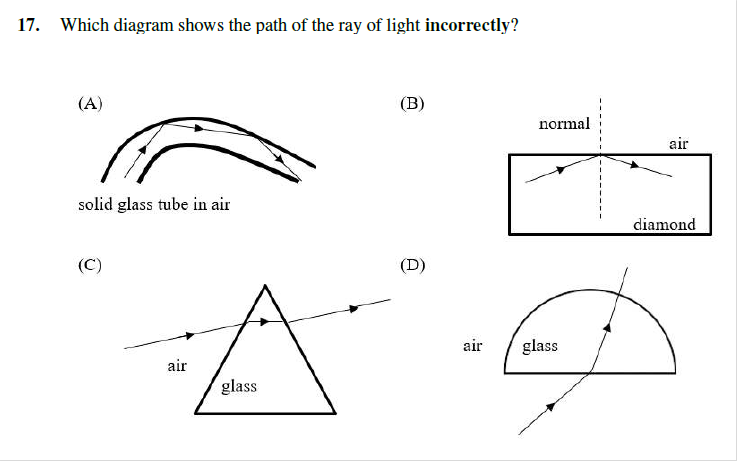 17. Which diagram shows the path of the ray of light incorrectly?
(A)
(B)
normal
air
solid glass tube in air
diamond
(C)
(D)
air
glass
air
glass